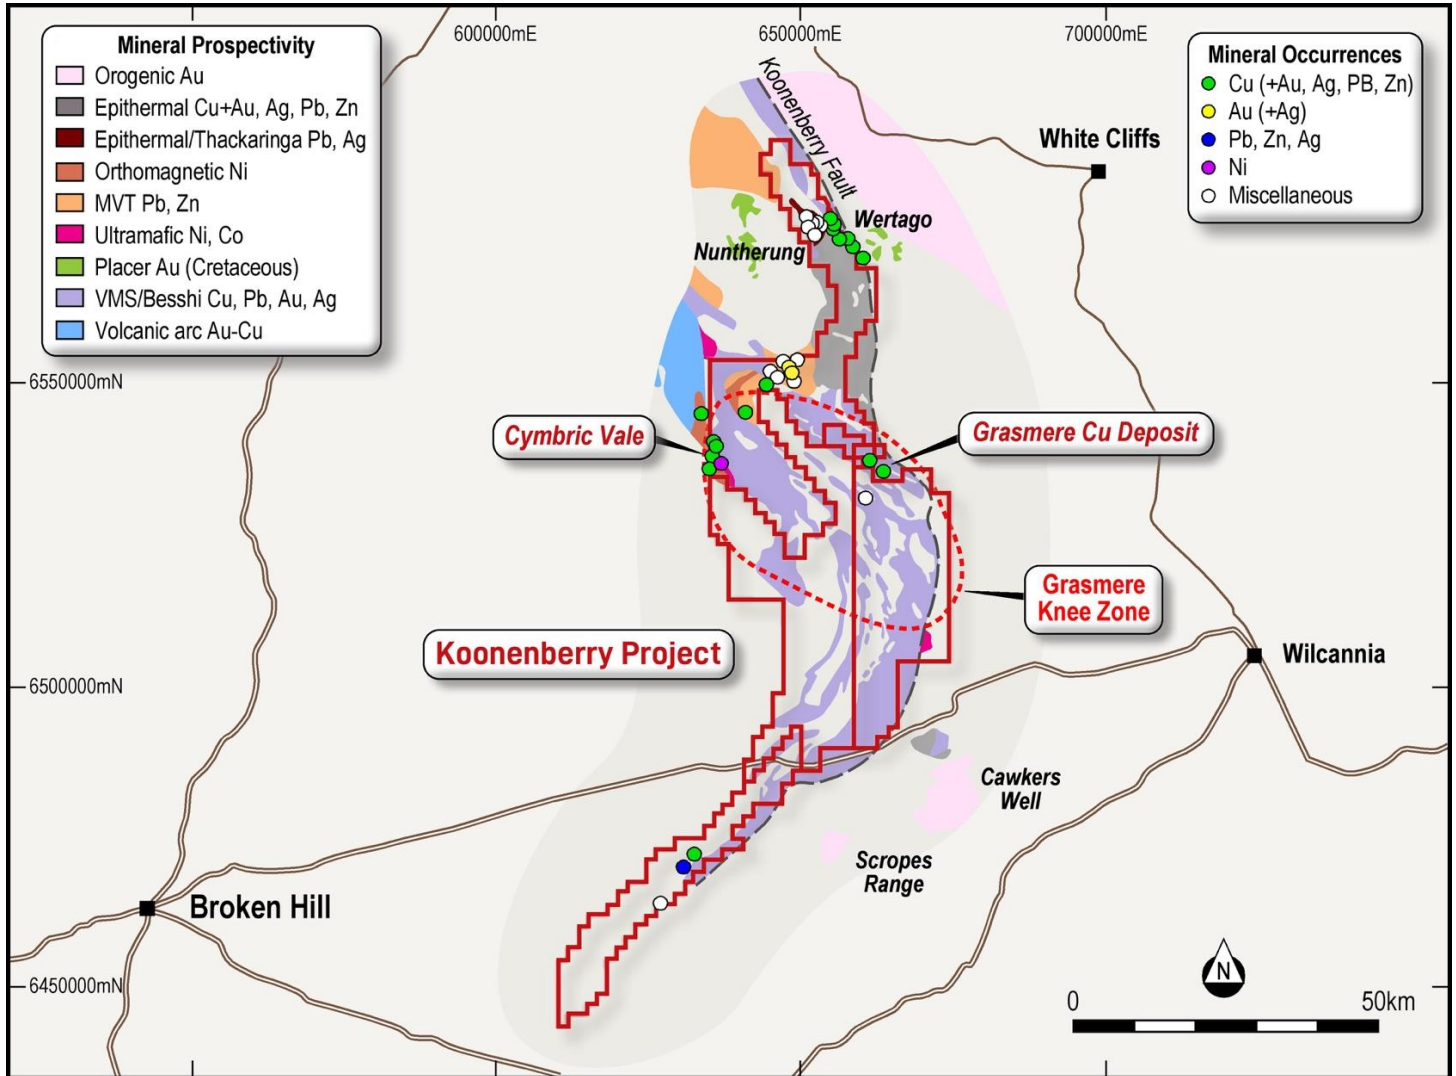 600000mE
650000mE
700000mE
Mineral Prospectivity
Orogenic Au
Epithermal Cu+Au, Ag, Pb, Zn
Epithermal/Thackaringa Pb, Ag
Orthomagnetic Ni
MVT Pb, Zn
Ultramafic Ni, Co
Placer Au (Cretaceous)
VMS/Besshi Cu, Pb, Au, Ag
Volcanic arc Au-Cu
Mineral Occurrences
Cu (+Au, Ag, PB, Zn)
Au (+Ag)
Pb, Zn, Ag
Ni
Miscellaneous
Koonenberry Fault
White Cliffs
Wertago
Nuntherung
6550000mN
Cymbric Vale
Grasmere Cu Deposit
Grasmere
Knee Zone
Koonenberry Project
Wilcannia
6500000mN
Cawkers
Well
Scropes
Range
Broken Hill
6450000mN
N
0
50km